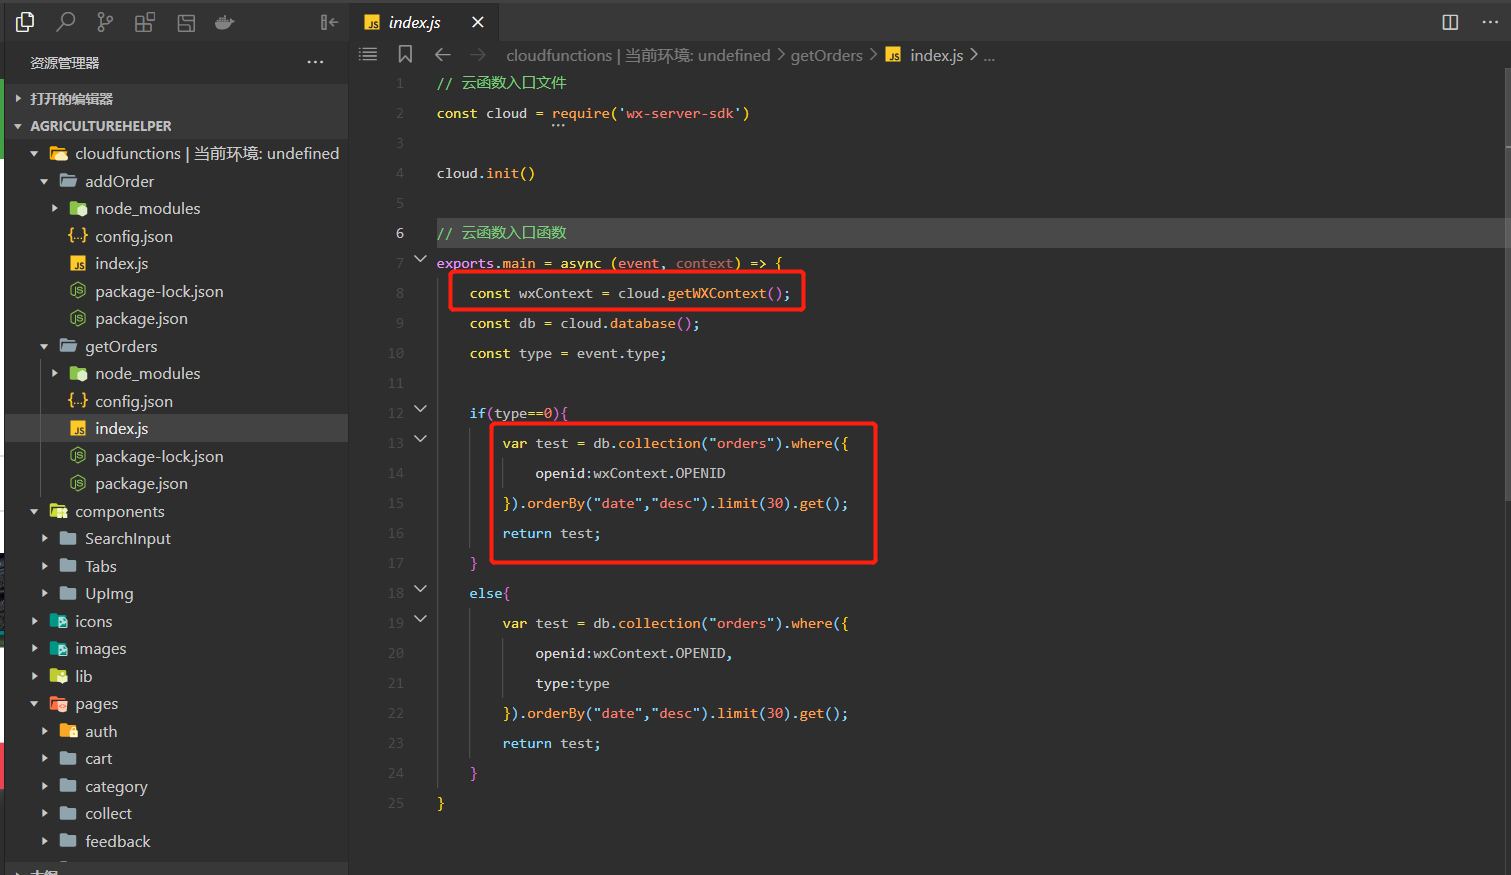 index.js
资源管理器
cloudfunctions | 当前环境: undefined > getOrders > index.js > ...
打开的编辑器
AGRICULTUREHELPER
cloudfunctions | 当前环境: undefined
addOrder
node_modules
config.json
index.js
package-lock.json
package.json
getOrders
node_modules
config.json
index.js
package-lock.json
package.json
components
SearchInput
Tabs
UpImg
icons
images
lib
pages
auth
cart
category
collect
feedback
大纲
1 // 云函数入口文件
2 const cloud = require('wx-server-sdk')
3
4 cloud.init()
5
6 // 云函数入口函数
7 exports.main = async (event, context) => {
8 const wxContext = cloud.getWXContext();
9 const db = cloud.database();
10 const type = event.type;
11
12 if(type==0){
13 var test = db.collection("orders").where({
14 openid:wxContext.OPENID
15 }).orderBy("date","desc").limit(30).get();
16 return test;
17 }
18 else{
19 var test = db.collection("orders").where({
20 openid:wxContext.OPENID,
21 type:type
22 }).orderBy("date","desc").limit(30).get();
23 return test;
24 }
25 }